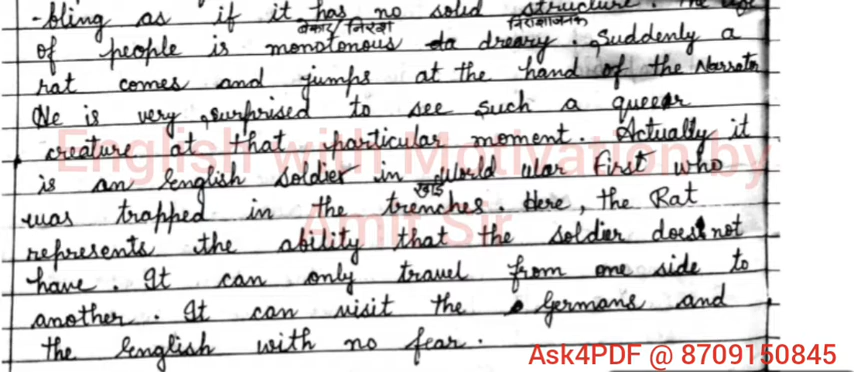 -bling as if it has no solid structure. The life
बेकार/निरशा निराशाजनक
of people is monotonous da dreary. Suddenly a
rat comes and jumps at the hand of the Narrator
He is very surprised to see such a queear
creature at that particular moment. Actually it
is an English soldier in World War First who
खाई
was trapped in the trenches. Here, the Rat
represents the ability that the soldier does not
have. It can only travel from one side to
another. It can visit the Germans and
the English with no fear.
English with Motivation by
Amit Sir
Ask4PDF @ 8709150845